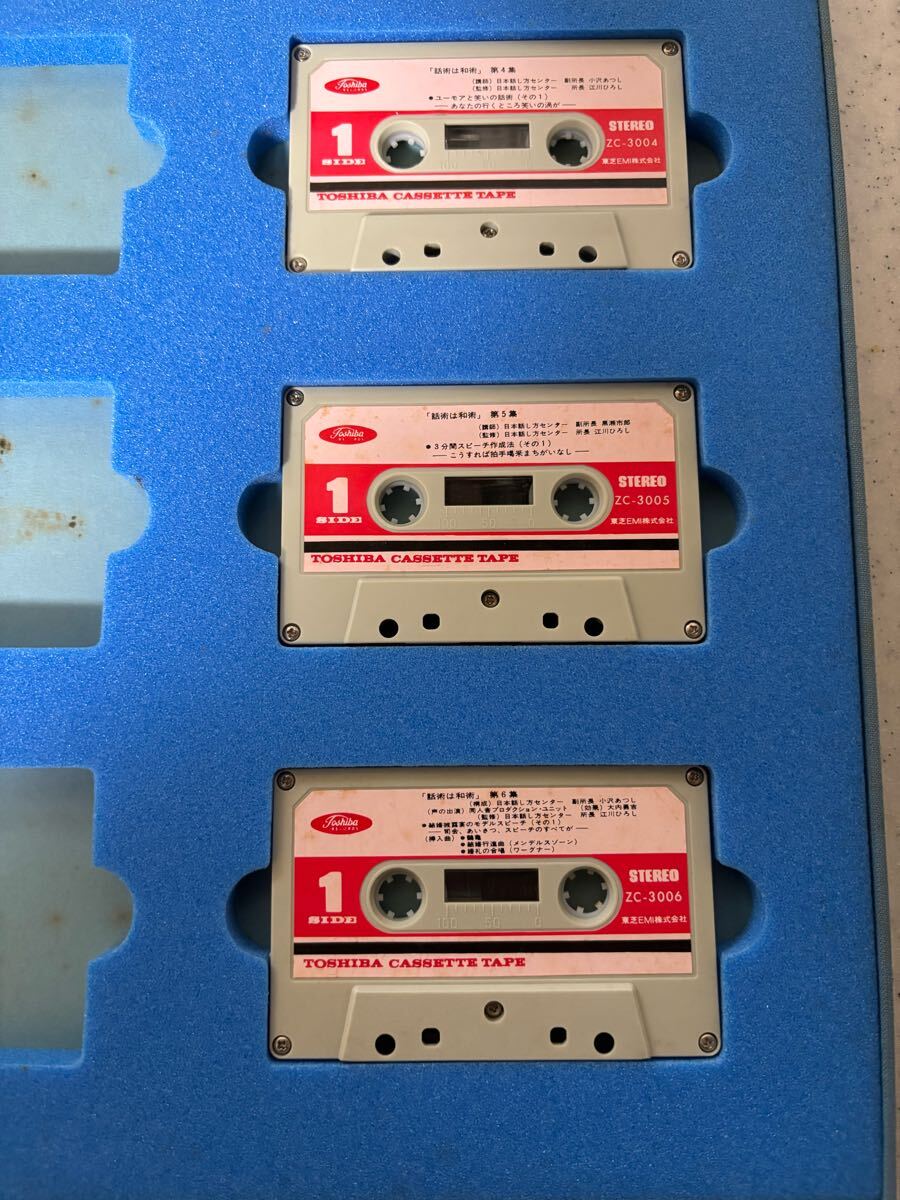 「話術は和術」 第4集
Toshiba
RECORDS
(講師) 日本話し方センター 副所長 小沢あつし
(監修) 日本話し方センター 所長 江川ひろし
●ユーモアと笑いの話術 (その1)
――あなたの行くところ笑いの渦が――
1
SIDE
STEREO
ZC-3004
100 50 0
東芝EMI株式会社
TOSHIBA CASSETTE TAPE
「話術は和術」 第5集
Toshiba
RECORDS
(講師) 日本話し方センター 副所長 黒瀬市郎
(監修) 日本話し方センター 所長 江川ひろし
●3分間スピーチ作成法 (その1)
――こうすれば拍手喝采まちがいなし――
1
SIDE
STEREO
ZC-3005
100 50 0
東芝EMI株式会社
TOSHIBA CASSETTE TAPE
「話術は和術」 第6集
Toshiba
RECORDS
(構成) 日本話し方センター 副所長 小沢あつし
(声の出演) 同人舎プロダクション・ユニット (効果) 大内昌吉
(監修) 日本話し方センター 所長 江川ひろし
●結婚披露宴のモデルスピーチ (その1)
――司会、あいさつ、スピーチのすべてが――
(挿入曲) ●鶴亀
●結婚行進曲 (メンデルスゾーン)
●婚礼の合唱 (ワーグナー)
1
SIDE
STEREO
ZC-3006
100 50 0
東芝EMI株式会社
TOSHIBA CASSETTE TAPE